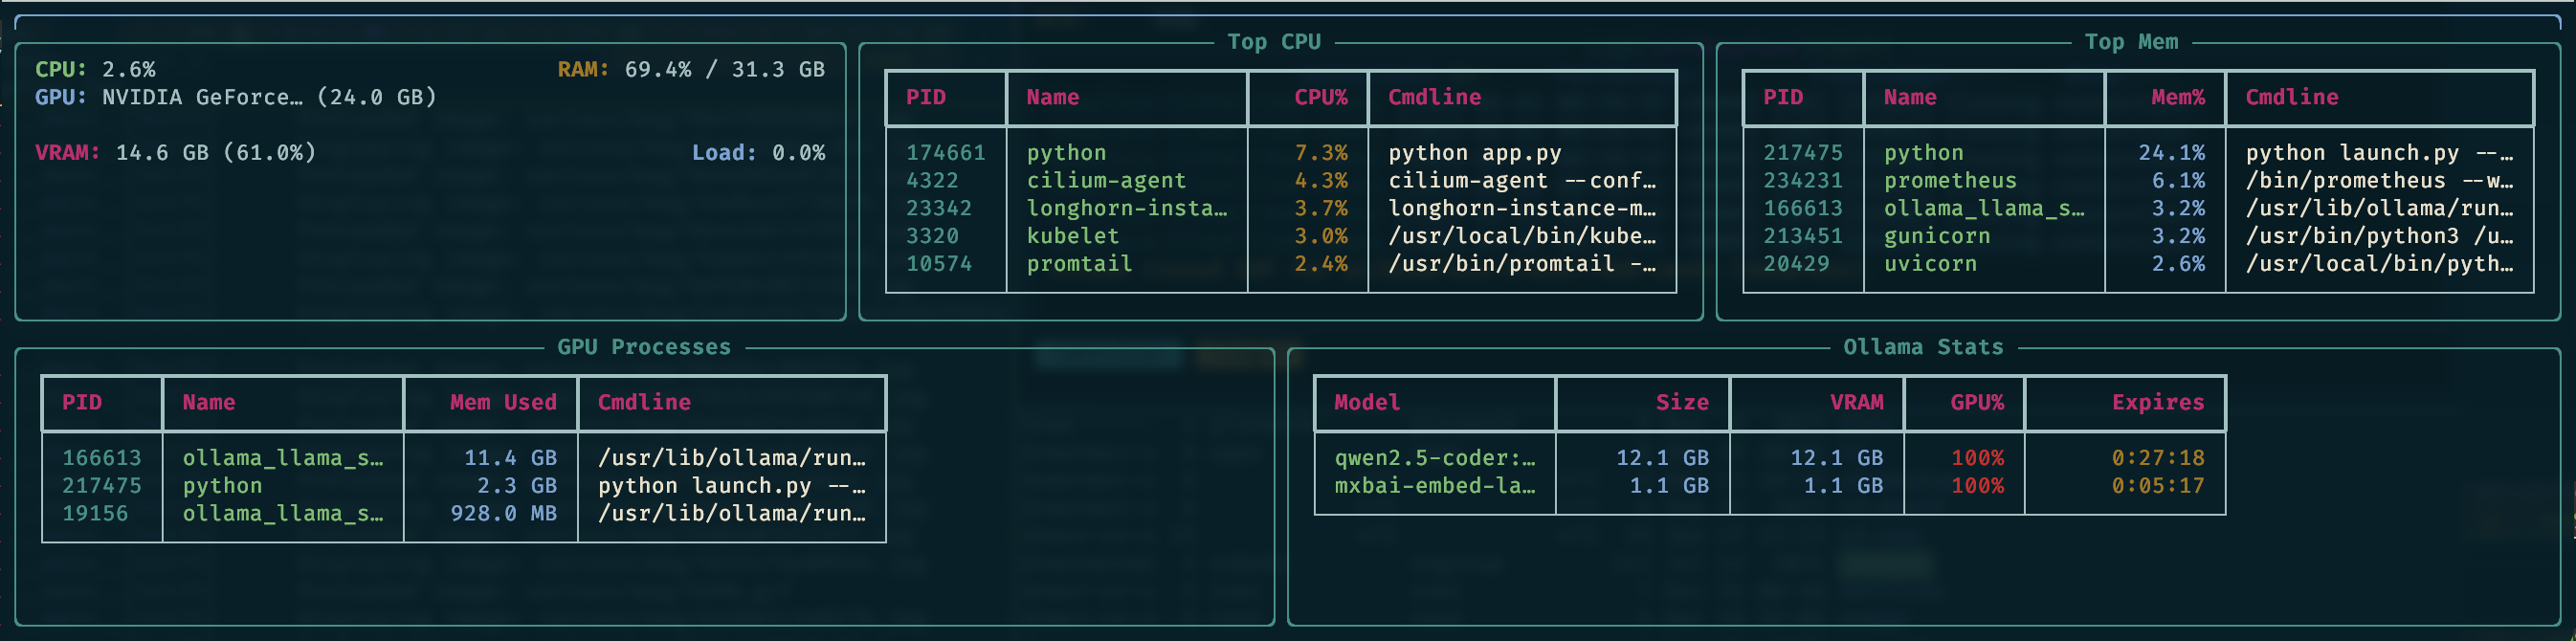 CPU: 2.6% RAM: 69.4% / 31.3 GB
GPU: NVIDIA GeForce… (24.0 GB)
VRAM: 14.6 GB (61.0%) Load: 0.0%
Top CPU
PID Name CPU% Cmdline
174661 python 7.3% python app.py
4322 cilium-agent 4.3% cilium-agent --conf…
23342 longhorn-insta… 3.7% longhorn-instance-m…
3320 kubelet 3.0% /usr/local/bin/kube…
10574 promtail 2.4% /usr/bin/promtail -…
Top Mem
PID Name Mem% Cmdline
217475 python 24.1% python launch.py --…
234231 prometheus 6.1% /bin/prometheus --w…
166613 ollama_llama_s… 3.2% /usr/lib/ollama/run…
213451 gunicorn 3.2% /usr/bin/python3 /u…
20429 uvicorn 2.6% /usr/local/bin/pyth…
GPU Processes
PID Name Mem Used Cmdline
166613 ollama_llama_s… 11.4 GB /usr/lib/ollama/run…
217475 python 2.3 GB python launch.py --…
19156 ollama_llama_s… 928.0 MB /usr/lib/ollama/run…
Ollama Stats
Model Size VRAM GPU% Expires
qwen2.5-coder:… 12.1 GB 12.1 GB 100% 0:27:18
mxbai-embed-la… 1.1 GB 1.1 GB 100% 0:05:17